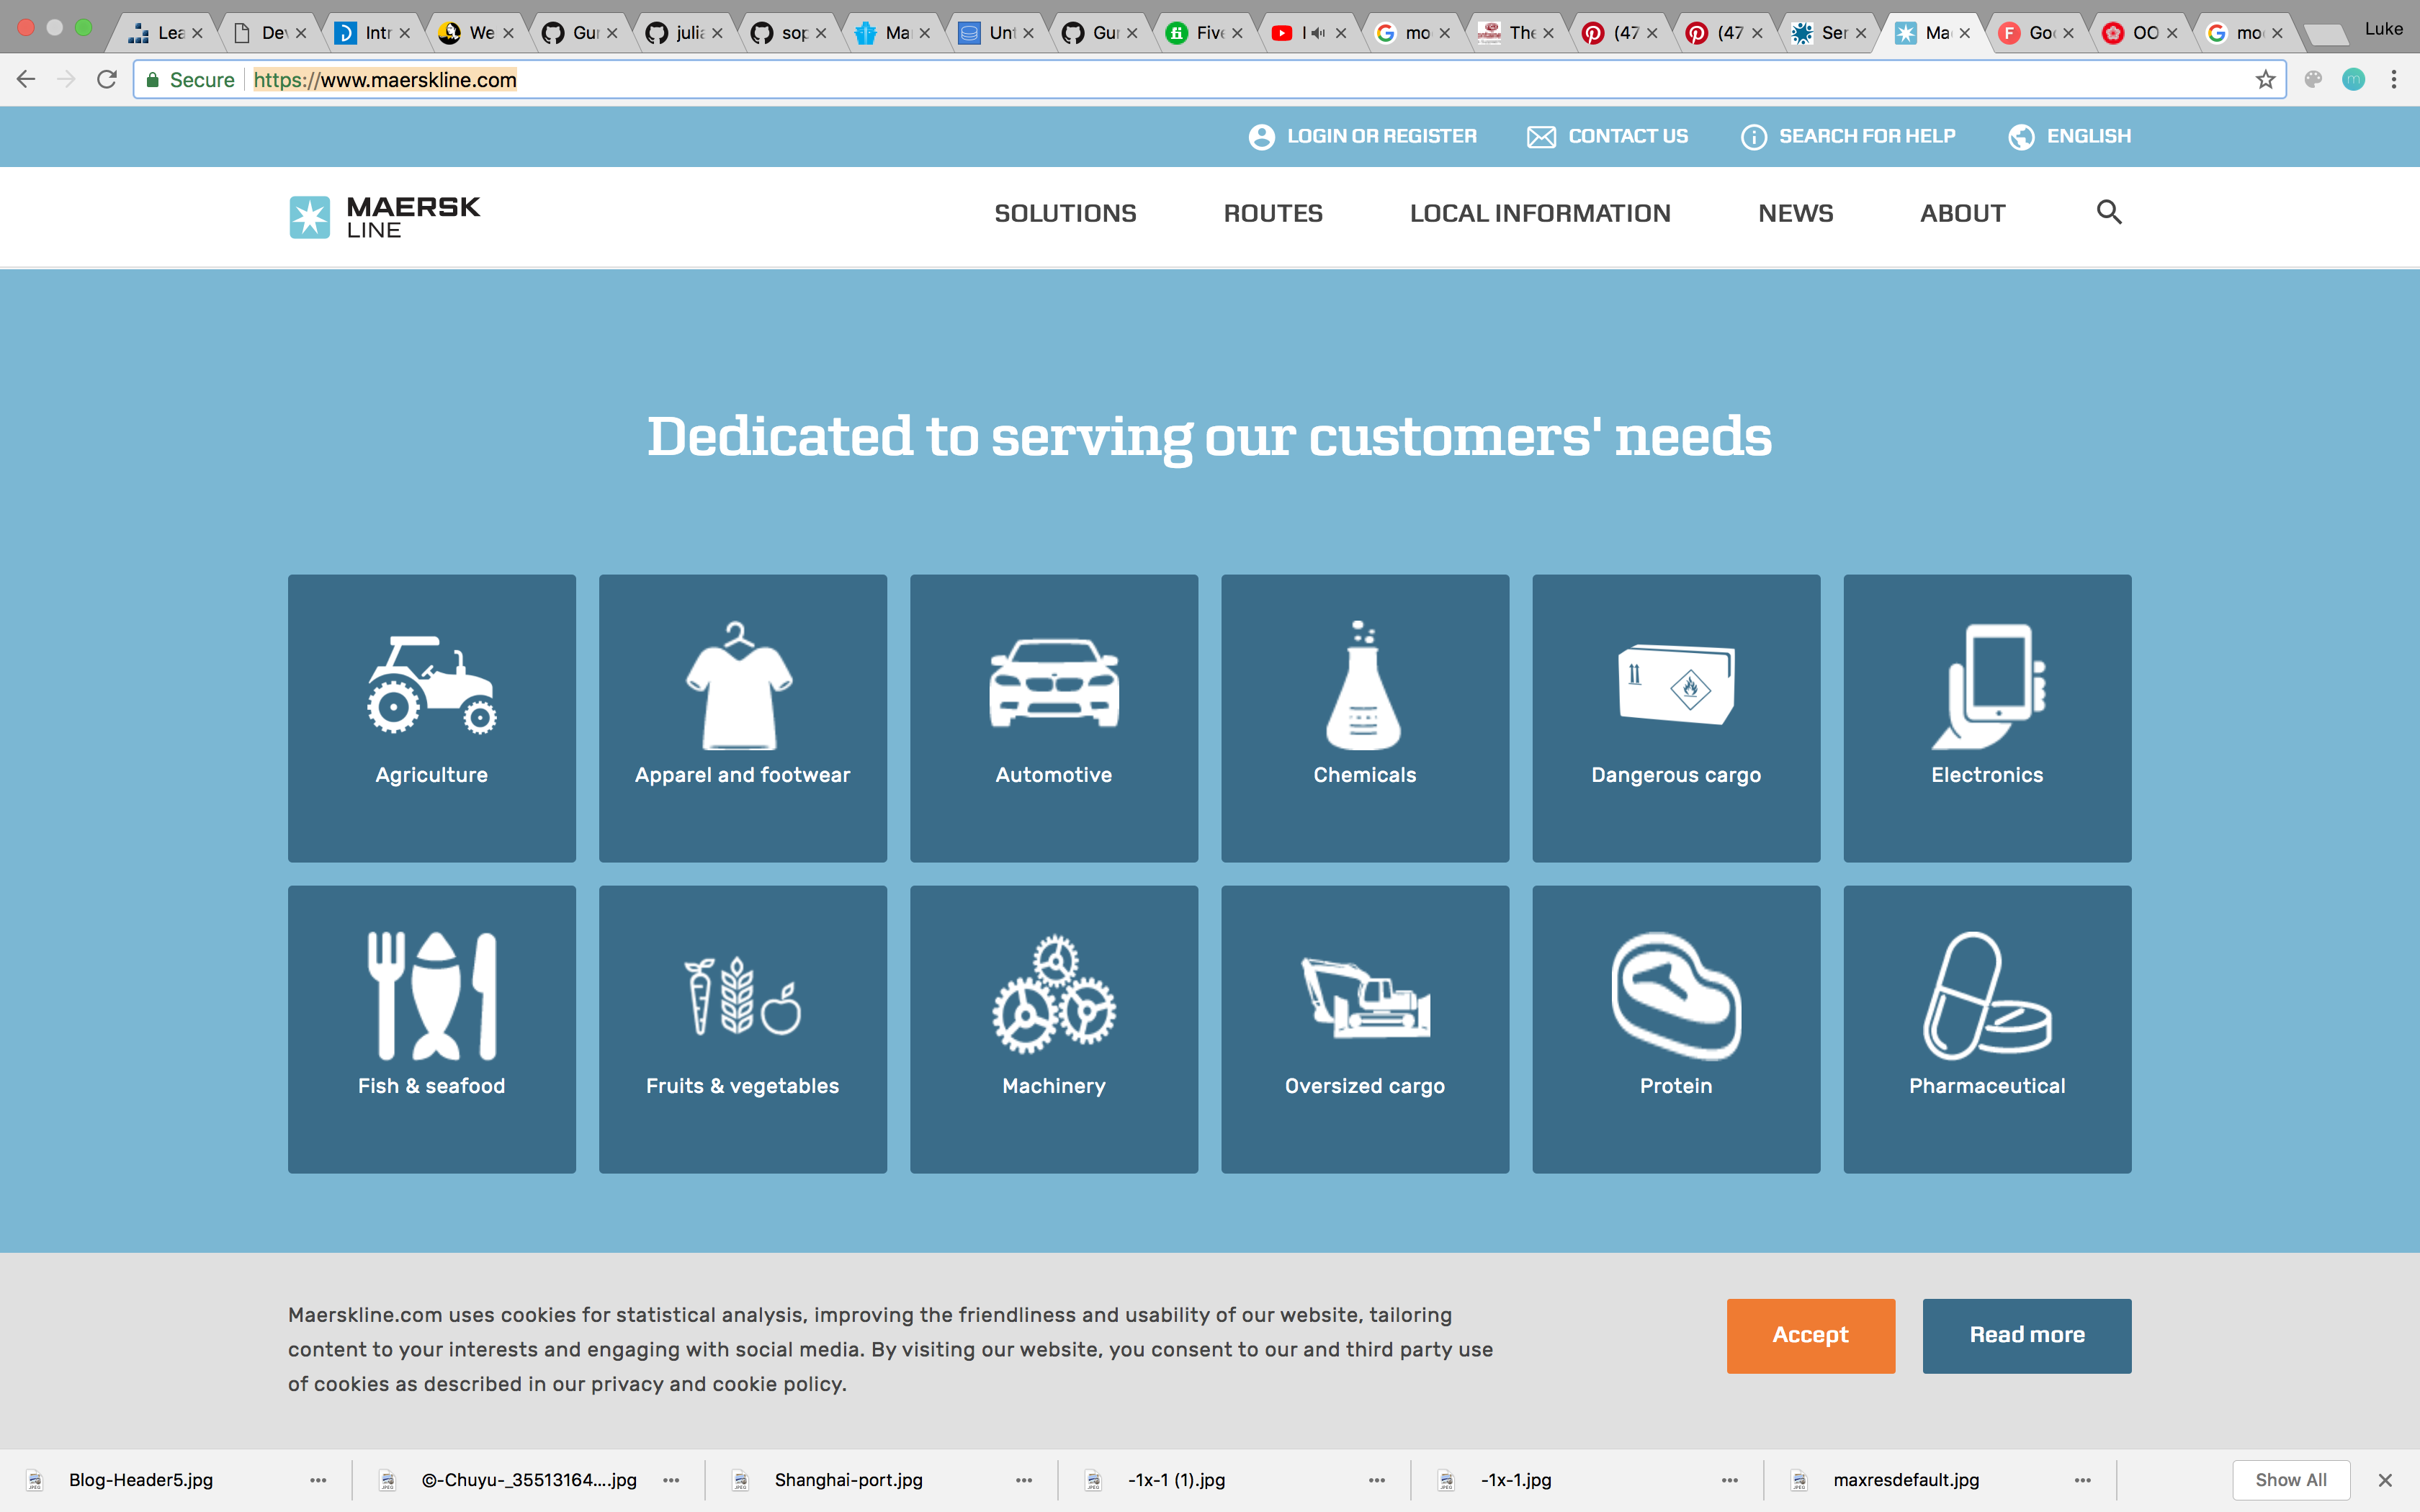 Lea
Dev
Intr
We
Gui
julia
sop
Ma
Unt
Gui
Five
I
mo
The
(47
(47
Ser
Ma
Goo
OO
mo
Luke
Secure
https://www.maerskline.com
LOGIN OR REGISTER
CONTACT US
SEARCH FOR HELP
ENGLISH
MAERSK
LINE
SOLUTIONS
ROUTES
LOCAL INFORMATION
NEWS
ABOUT
Dedicated to serving our customers' needs
Agriculture
Apparel and footwear
Automotive
Chemicals
Dangerous cargo
Electronics
Fish & seafood
Fruits & vegetables
Machinery
Oversized cargo
Protein
Pharmaceutical
Maerskline.com uses cookies for statistical analysis, improving the friendliness and usability of our website, tailoring
content to your interests and engaging with social media. By visiting our website, you consent to our and third party use
of cookies as described in our privacy and cookie policy.
Accept
Read more
Blog-Header5.jpg
©-Chuyu-_35513164....jpg
Shanghai-port.jpg
-1x-1 (1).jpg
-1x-1.jpg
maxresdefault.jpg
Show All